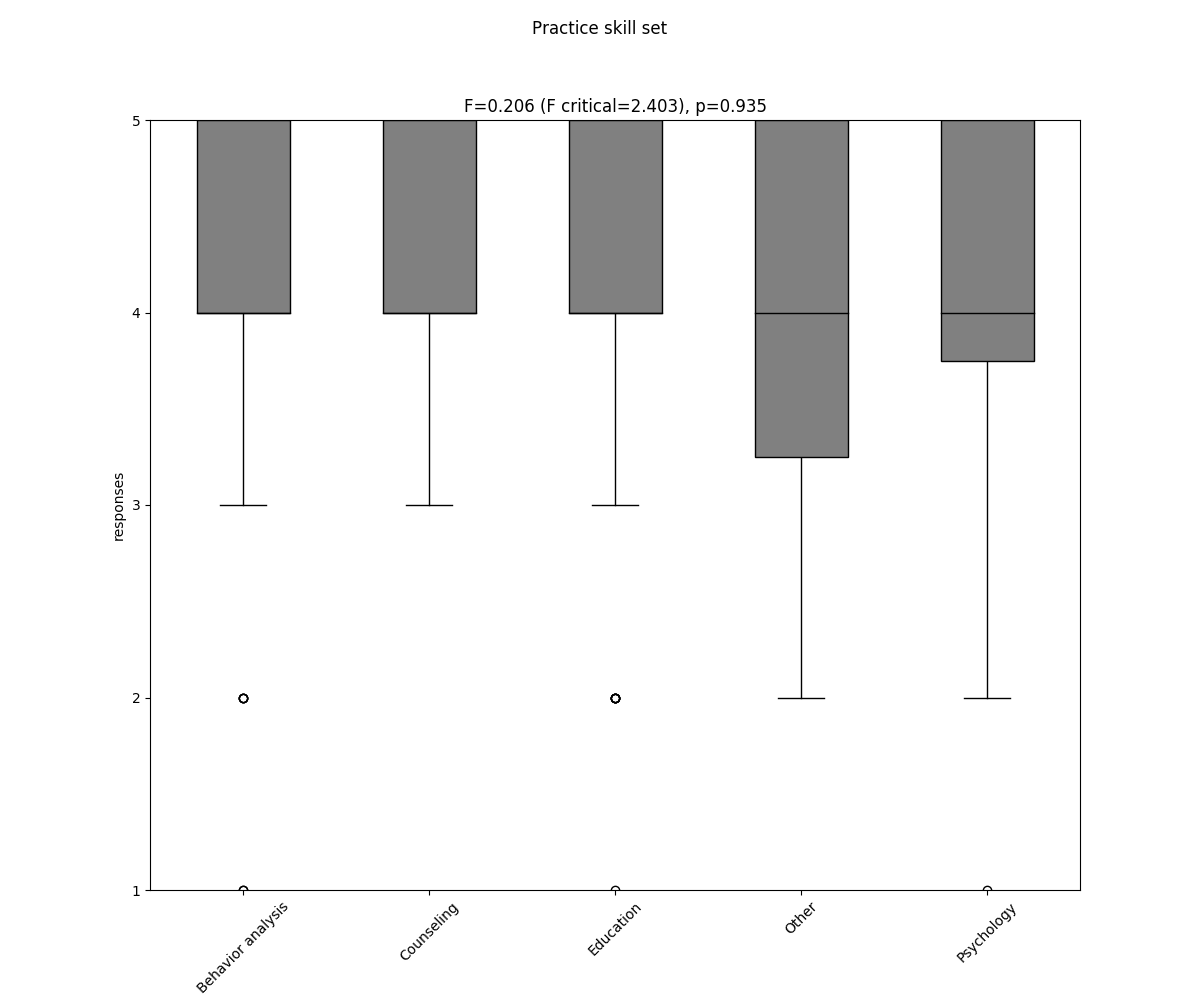 Practice skill set
F=0.206 (F critical=2.403), p=0.935
5
4
3
2
1
responses
Behavior analysis
Counseling
Education
Other
Psychology